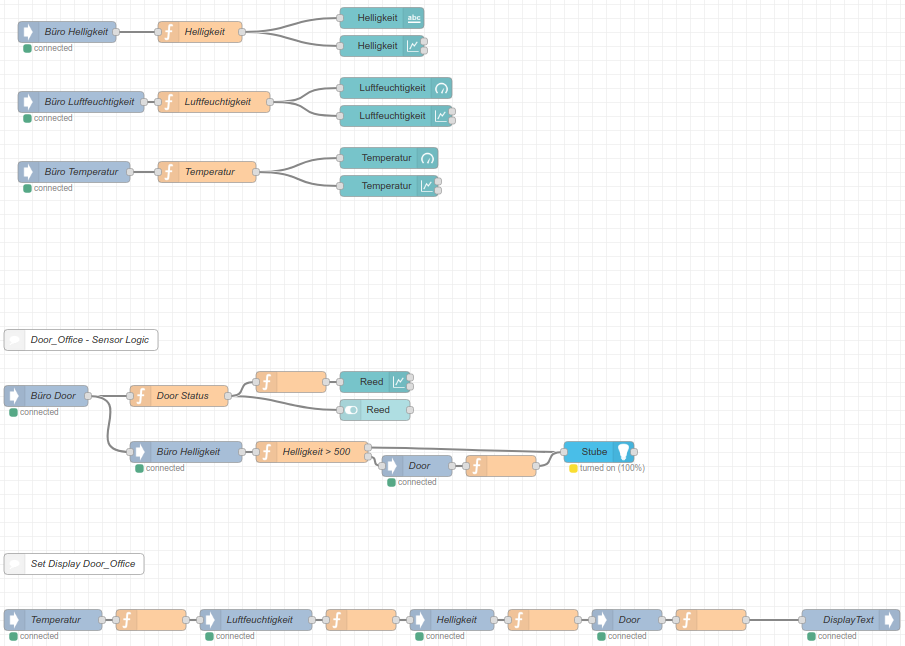 Büro Helligkeit
connected
Helligkeit
Helligkeit abc
Helligkeit
Büro Luftfeuchtigkeit
connected
Luftfeuchtigkeit
Luftfeuchtigkeit
Luftfeuchtigkeit
Büro Temperatur
connected
Temperatur
Temperatur
Temperatur
Door_Office - Sensor Logic
Büro Door
connected
Door Status
Reed
Reed
Büro Helligkeit
connected
Helligkeit > 500
Door
connected
Stube
turned on (100%)
Set Display Door_Office
Temperatur
connected
Luftfeuchtigkeit
connected
Helligkeit
connected
Door
connected
DisplayText
connected